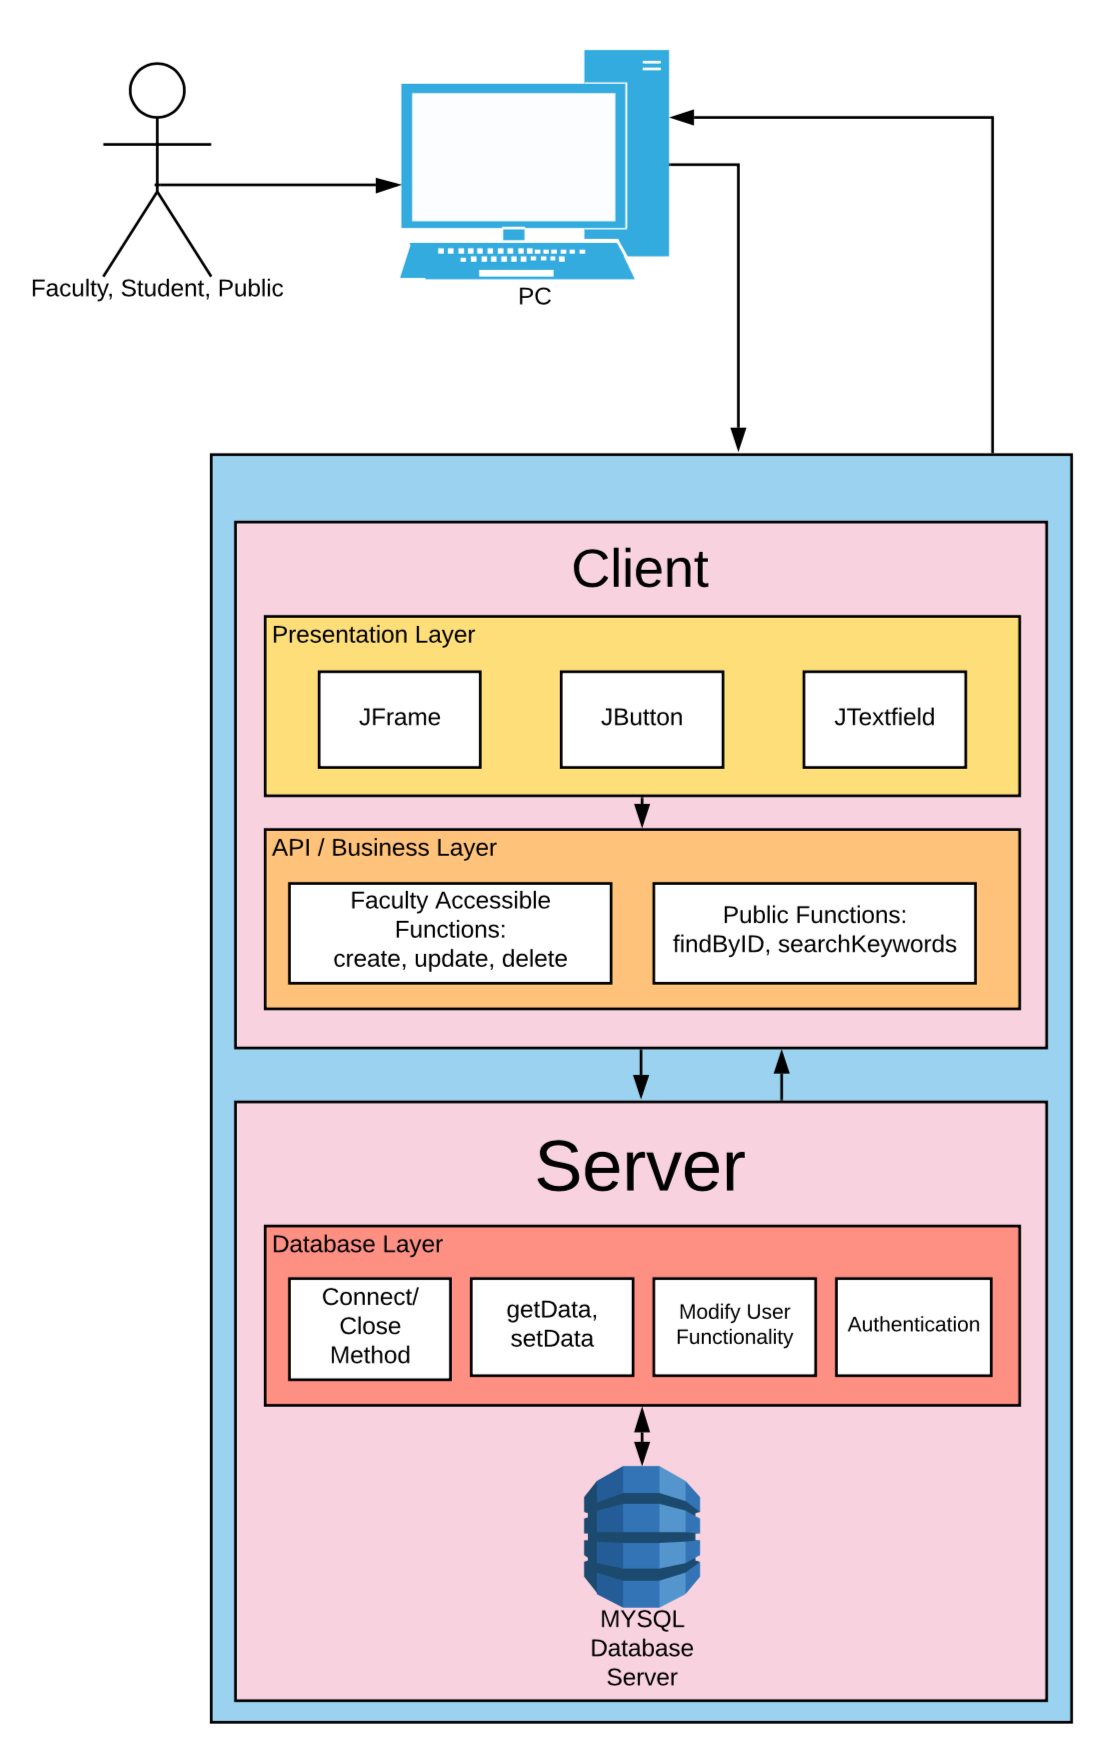 Faculty, Student, Public
PC
Client
Presentation Layer
JFrame
JButton
JTextfield
API / Business Layer
Faculty Accessible
Functions:
create, update, delete
Public Functions:
findByID, searchKeywords
Server
Database Layer
Connect/
Close
Method
getData,
setData
Modify User
Functionality
Authentication
MYSQL
Database
Server